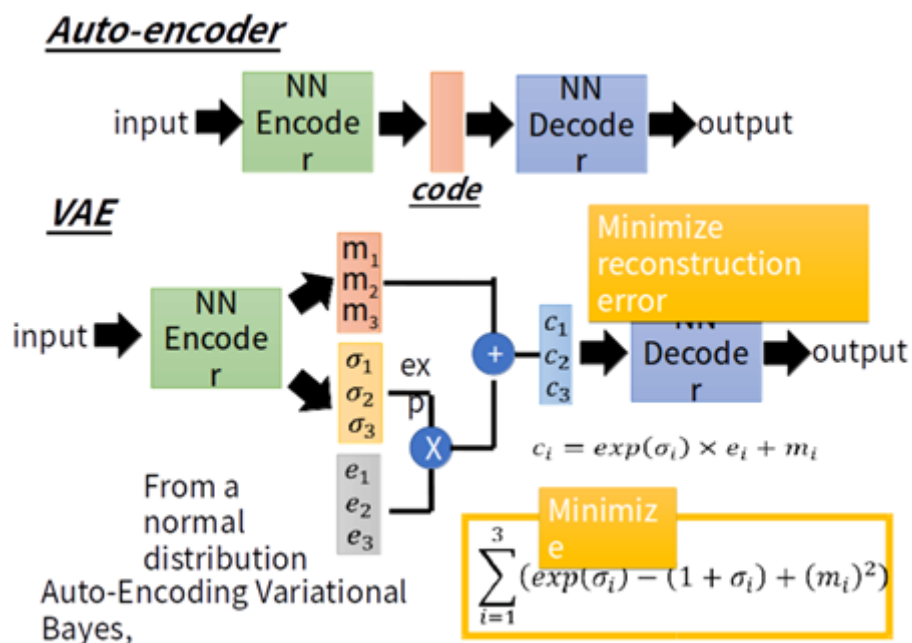 Auto-encoder
input
NN
Encode
r
code
NN
Decode
r
output
VAE
input
NN
Encode
r
m₁
m₂
m₃
σ₁
σ₂
σ₃
ex
p
X
+
e₁
e₂
e₃
From a
normal
distribution
c₁
c₂
c₃
Minimize
reconstruction
error
NN
Decode
r
output
cᵢ = exp(σᵢ) × eᵢ + mᵢ
Minimiz
e
3
∑ (exp(σᵢ) − (1 + σᵢ) + (mᵢ)²)
i=1
Auto-Encoding Variational
Bayes,